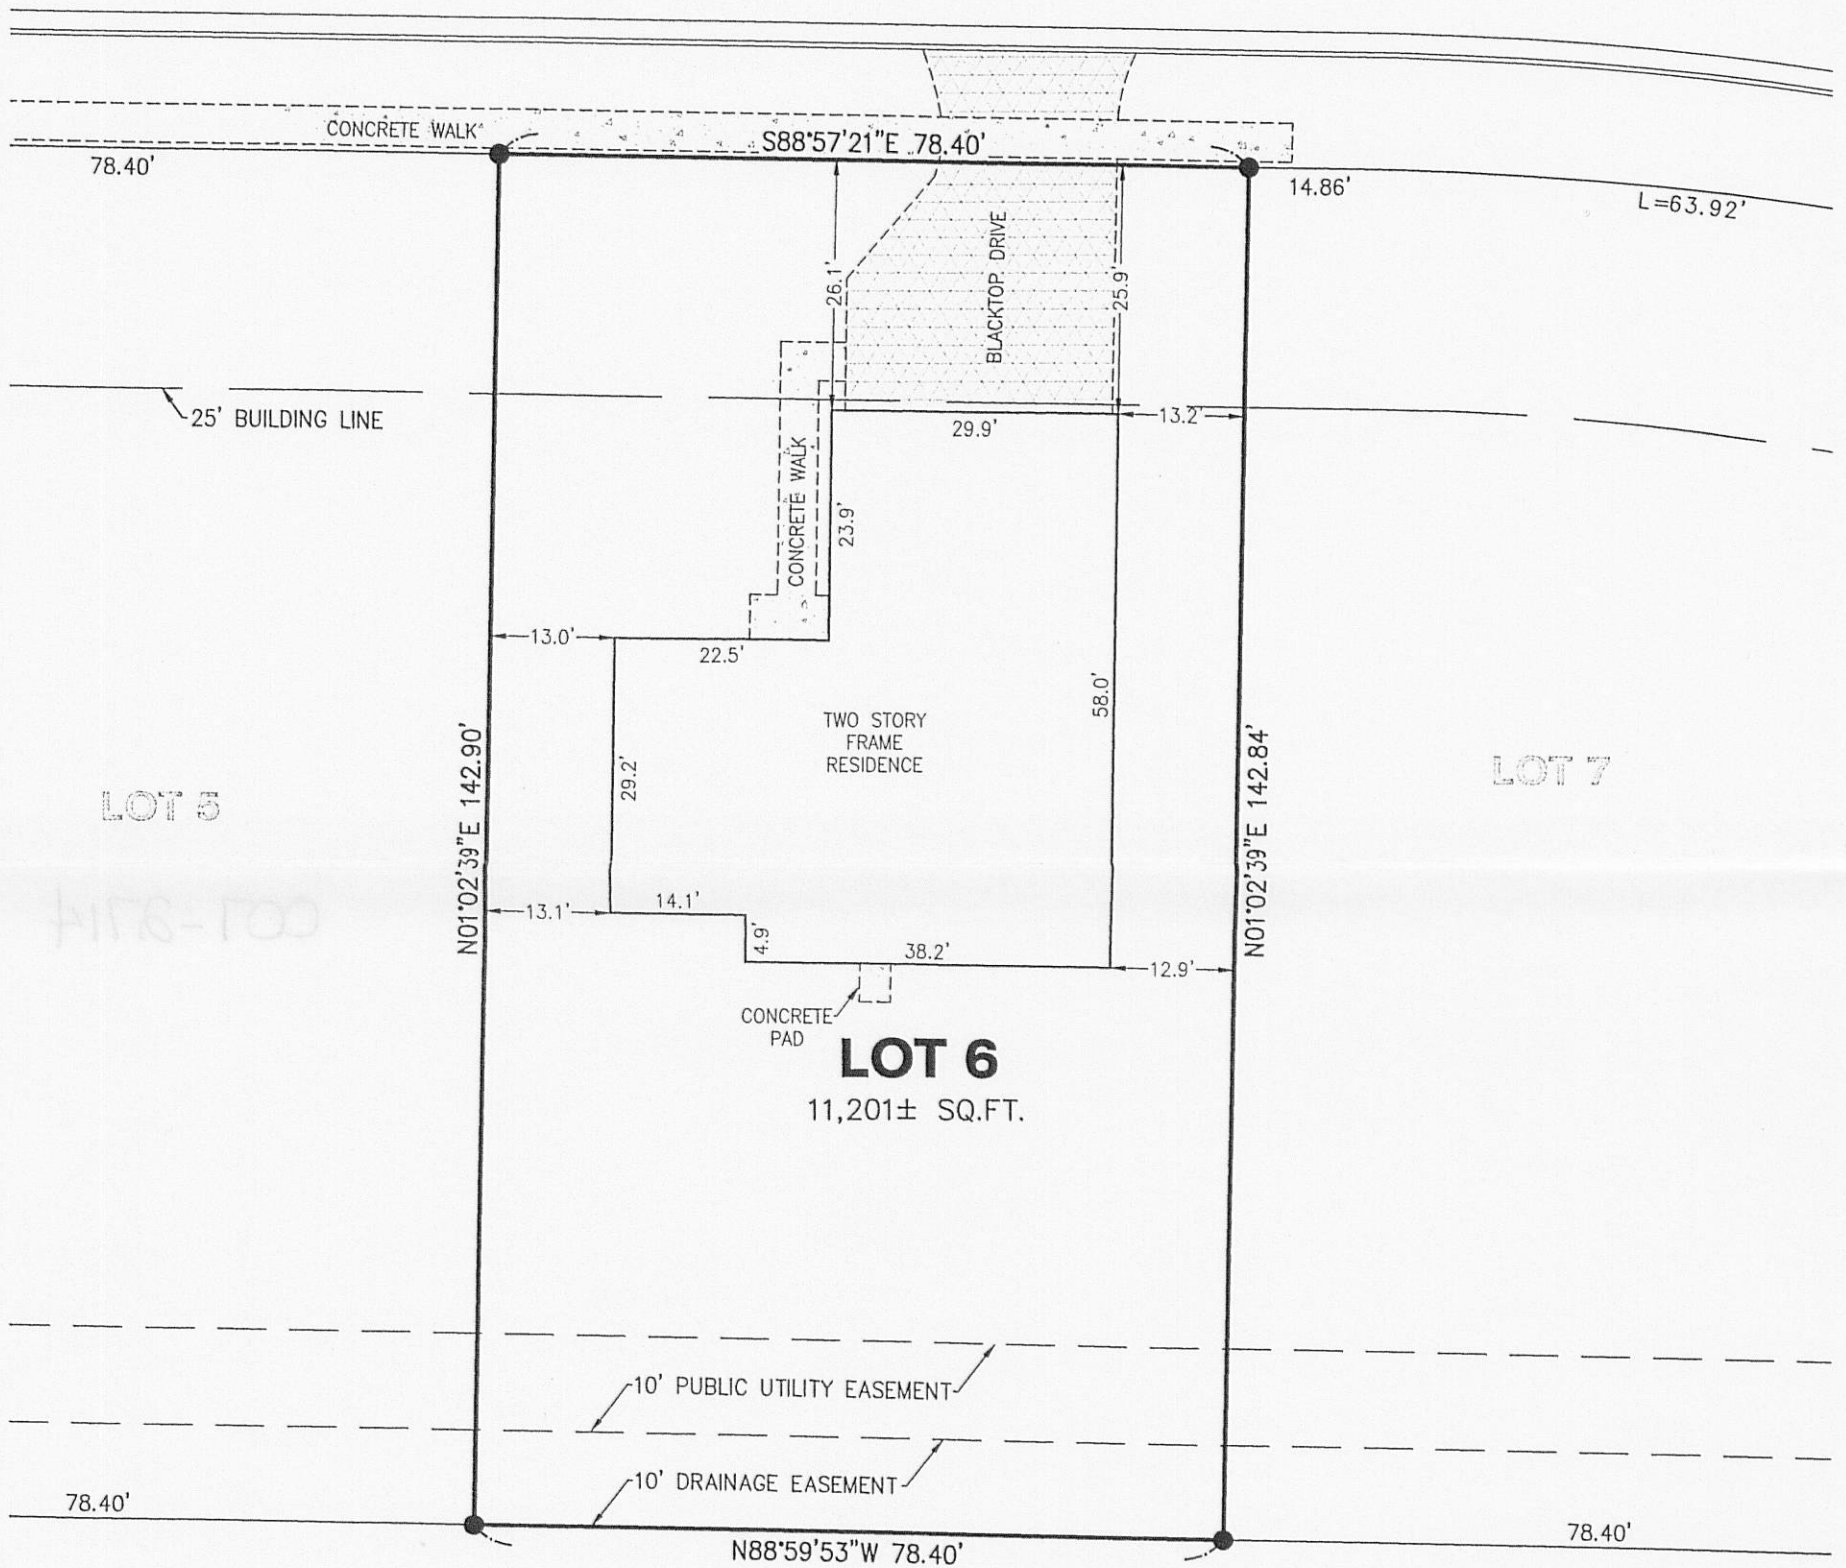 CONCRETE WALK
S88°57'21"E 78.40'
78.40'
14.86'
L=63.92'
26.1'
BLACKTOP DRIVE
25.9'
25' BUILDING LINE
29.9'
13.2'
CONCRETE WALK
23.9'
13.0'
22.5'
58.0'
TWO STORY
FRAME
RESIDENCE
N01°02'39"E 142.90'
29.2'
N01°02'39"E 142.84'
LOT 5
LOT 7
13.1'
14.1'
4.9'
38.2'
12.9'
CONCRETE
PAD
LOT 6
11,201± SQ.FT.
10' PUBLIC UTILITY EASEMENT
10' DRAINAGE EASEMENT
78.40'
N88°59'53"W 78.40'
78.40'